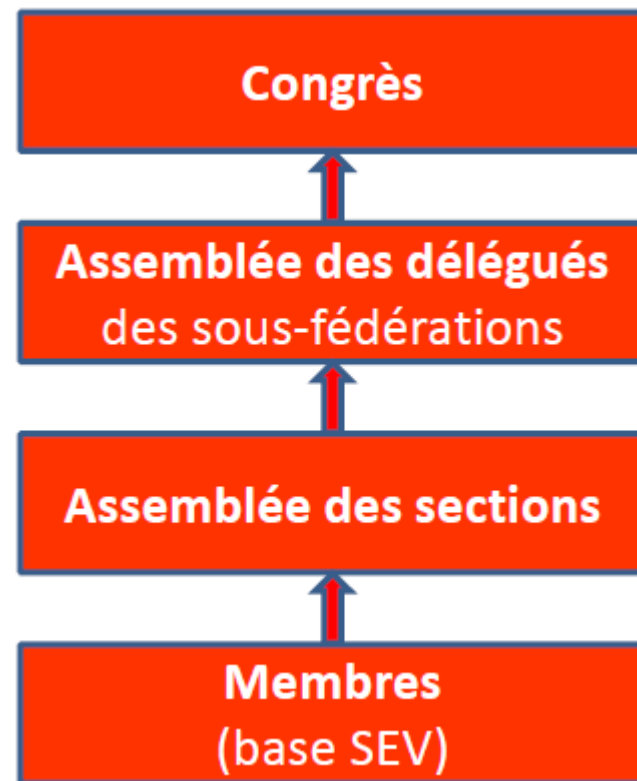 Congrès
Assemblée des délégués
des sous-fédérations
Assemblée des sections
Membres
(base SEV)